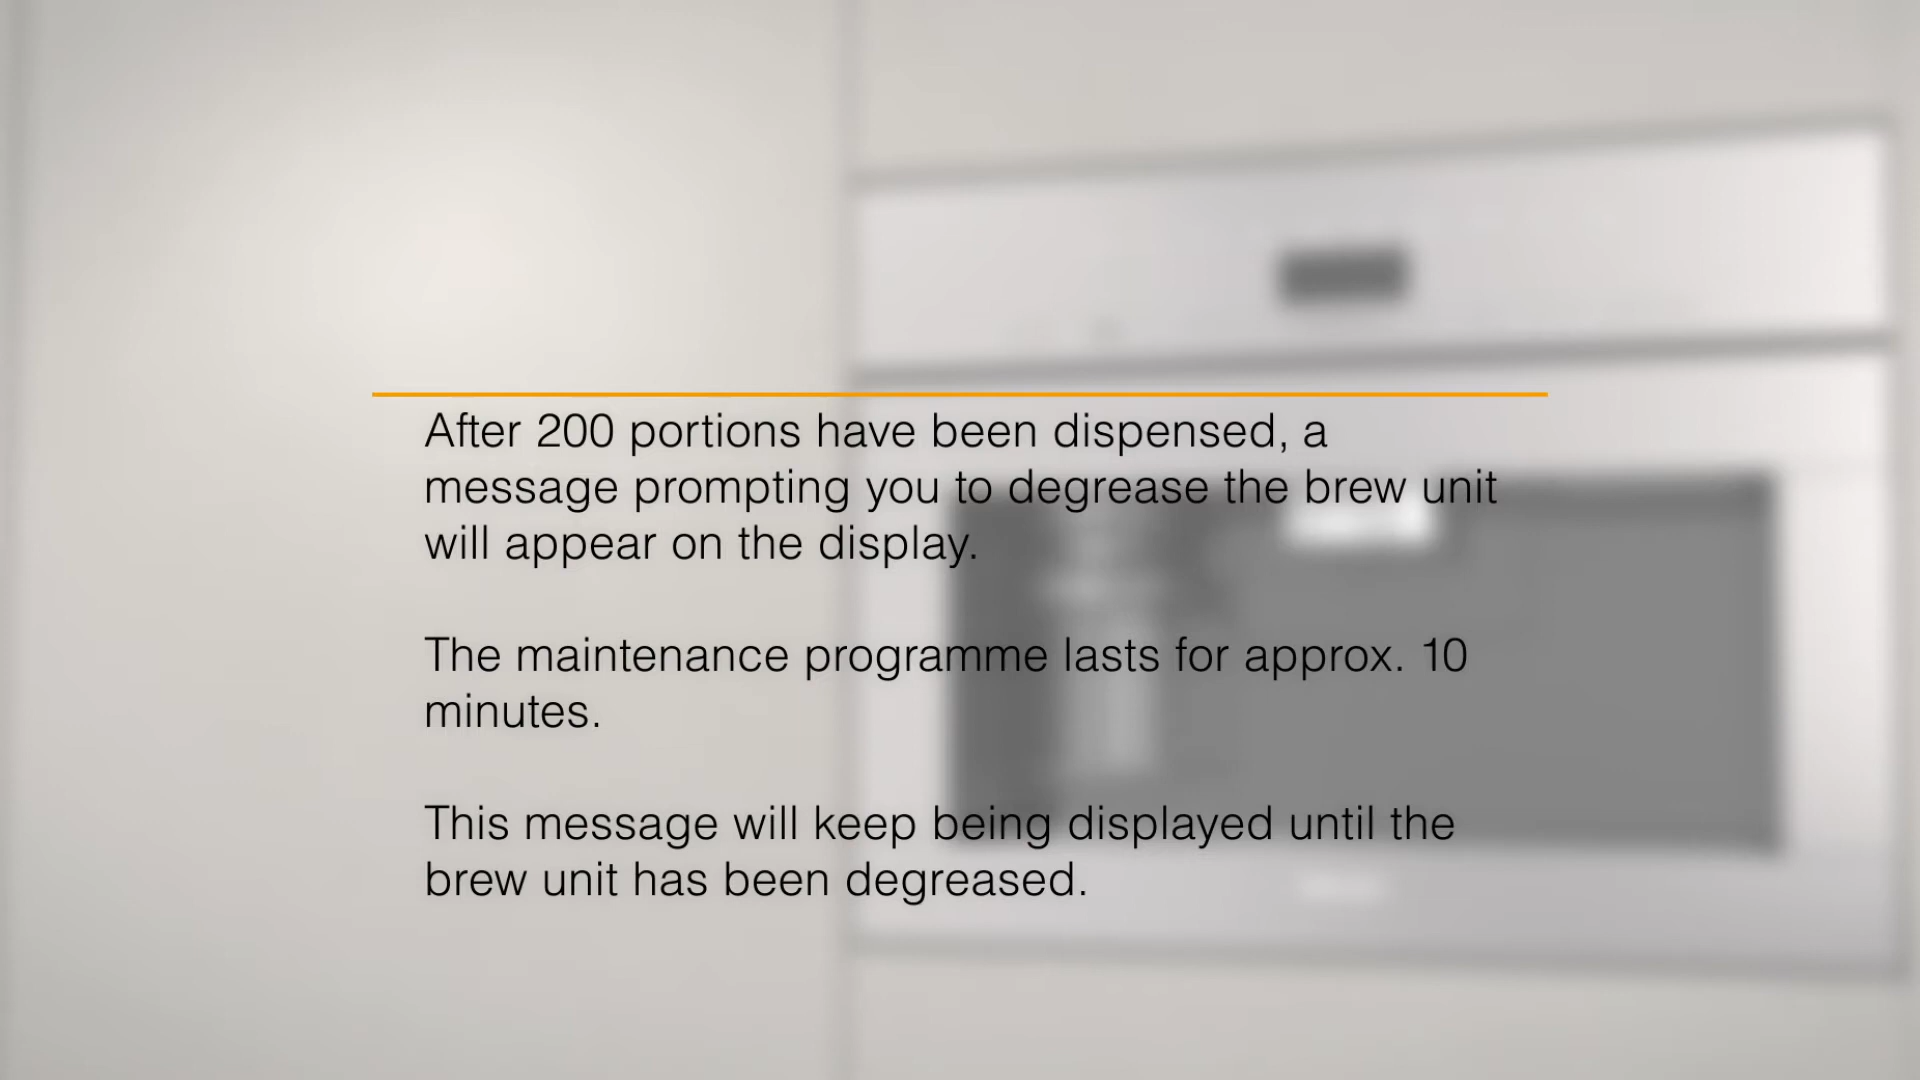 After 200 portions have been dispensed, a
message prompting you to degrease the brew unit
will appear on the display.
The maintenance programme lasts for approx. 10
minutes.
This message will keep being displayed until the
brew unit has been degreased.